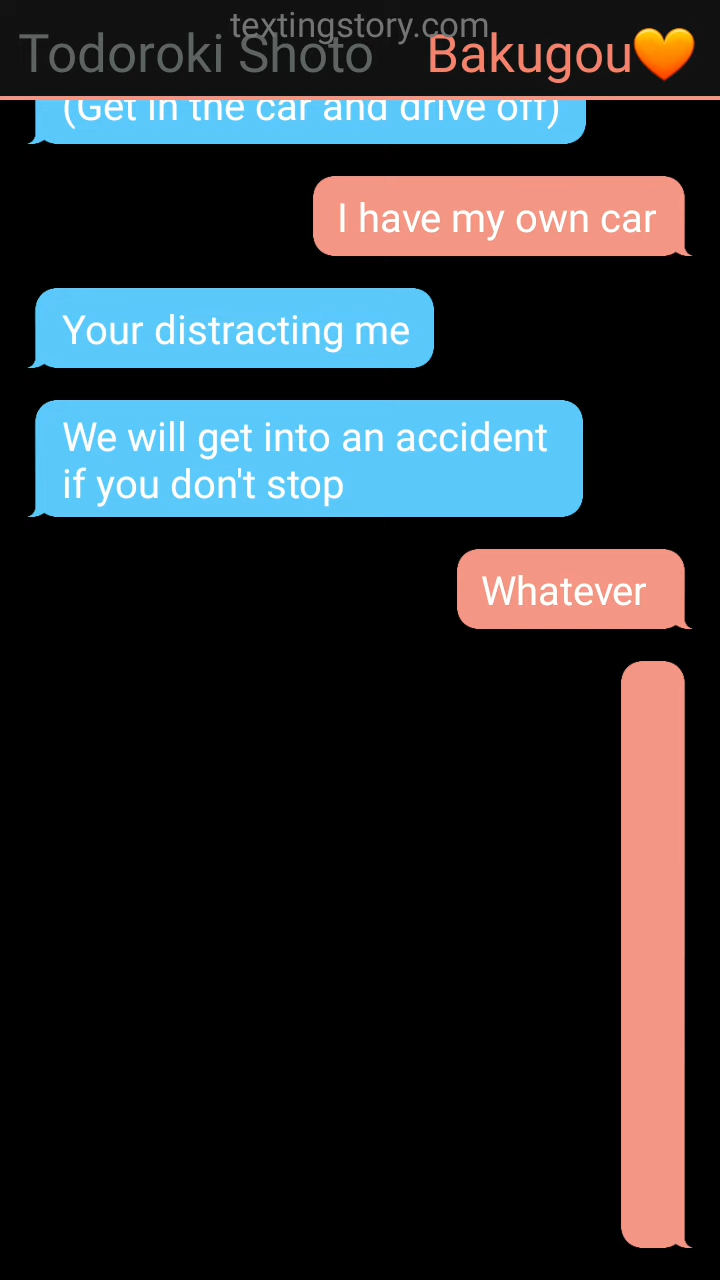 textingstory.com
Todoroki Shoto Bakugou🧡
(Get in the car and drive off)
I have my own car
Your distracting me
We will get into an accident
if you don't stop
Whatever